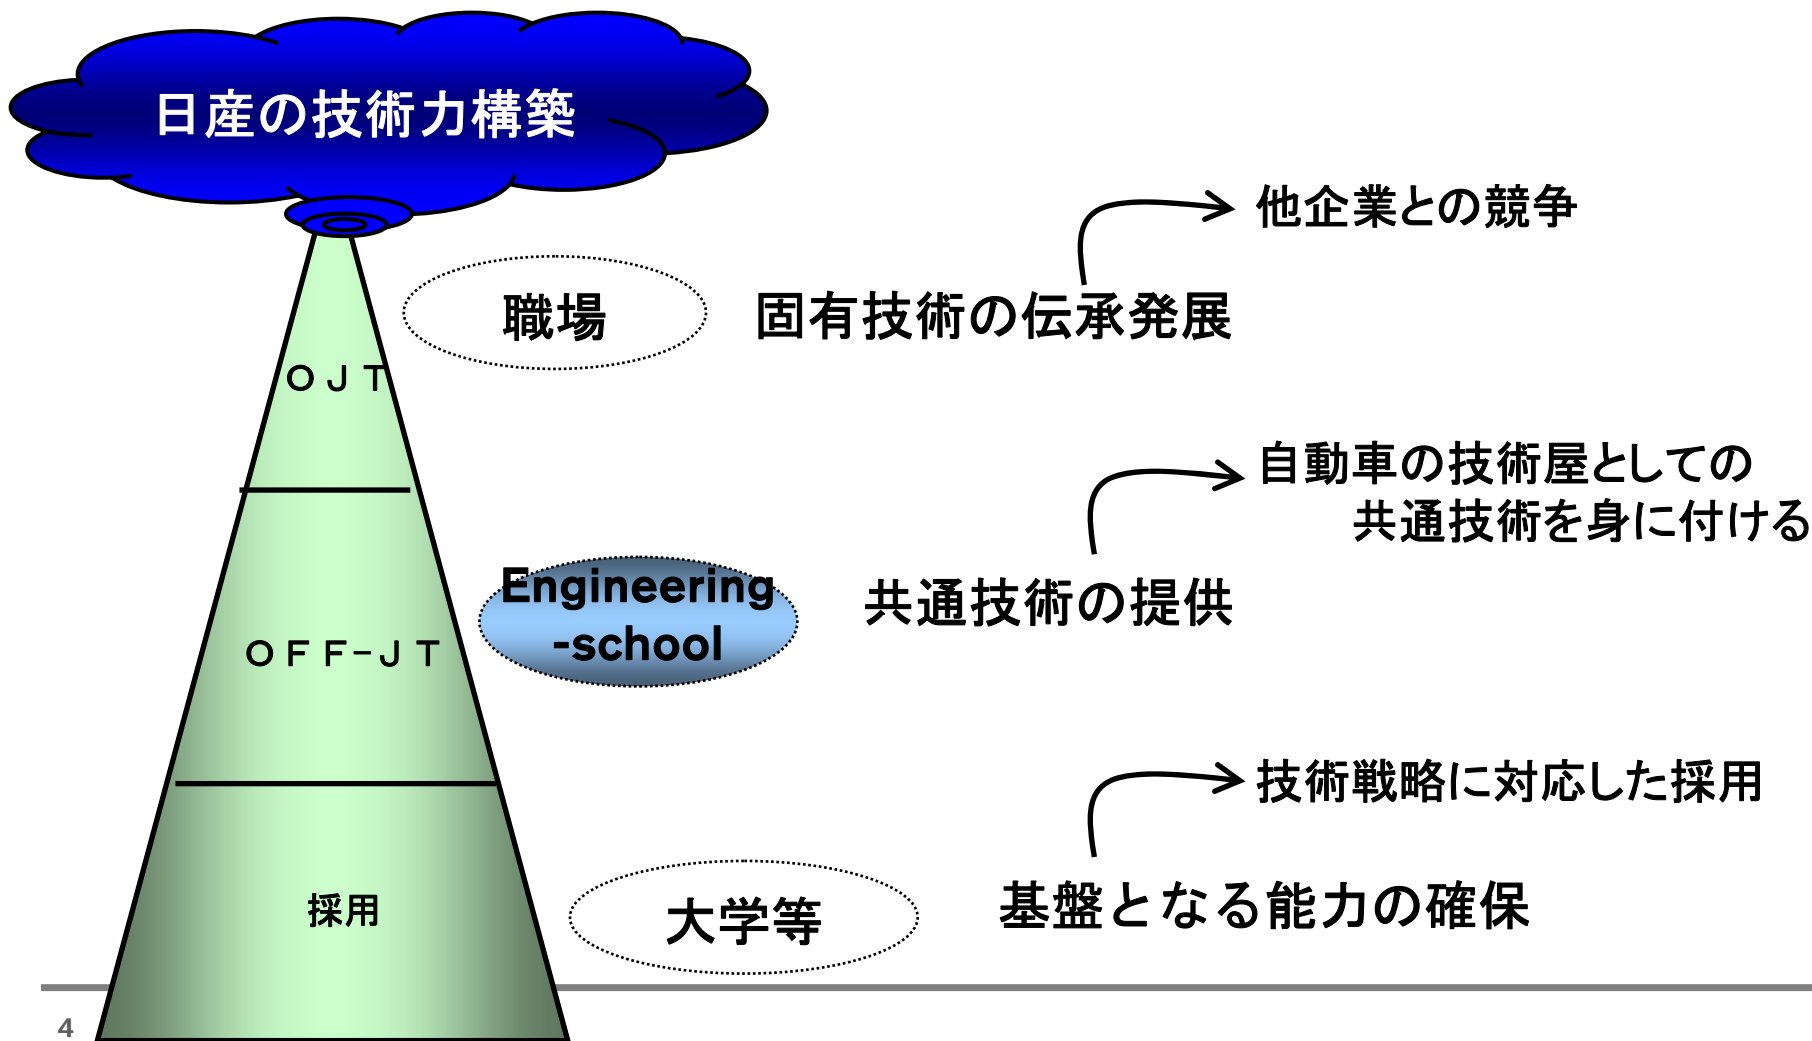 日産の技術力構築
他企業との競争
職場
固有技術の伝承発展
ＯＪＴ
自動車の技術屋としての
共通技術を身に付ける
Engineering
-school
共通技術の提供
ＯＦＦ－ＪＴ
技術戦略に対応した採用
採用
大学等
基盤となる能力の確保
4